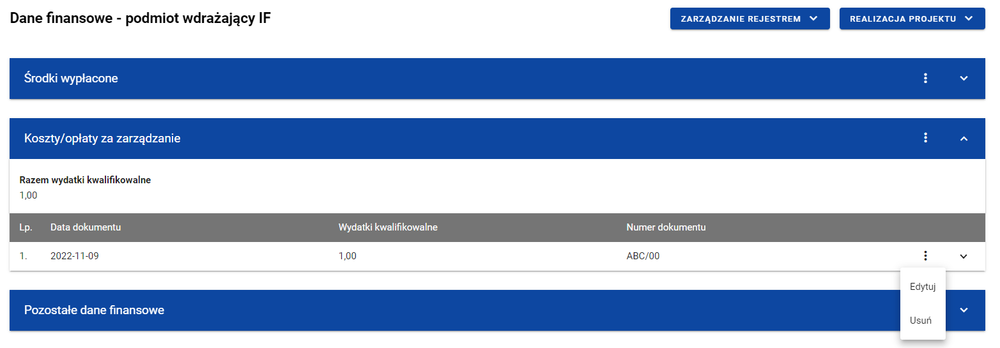 Dane finansowe - podmiot wdrażający IF
ZARZĄDZANIE REJESTREM
REALIZACJA PROJEKTU
Środki wypłacone
Koszty/opłaty za zarządzanie
Razem wydatki kwalifikowalne
1,00
Lp. Data dokumentu Wydatki kwalifikowalne Numer dokumentu
1. 2022-11-09 1,00 ABC/00
Edytuj
Pozostałe dane finansowe
Usuń